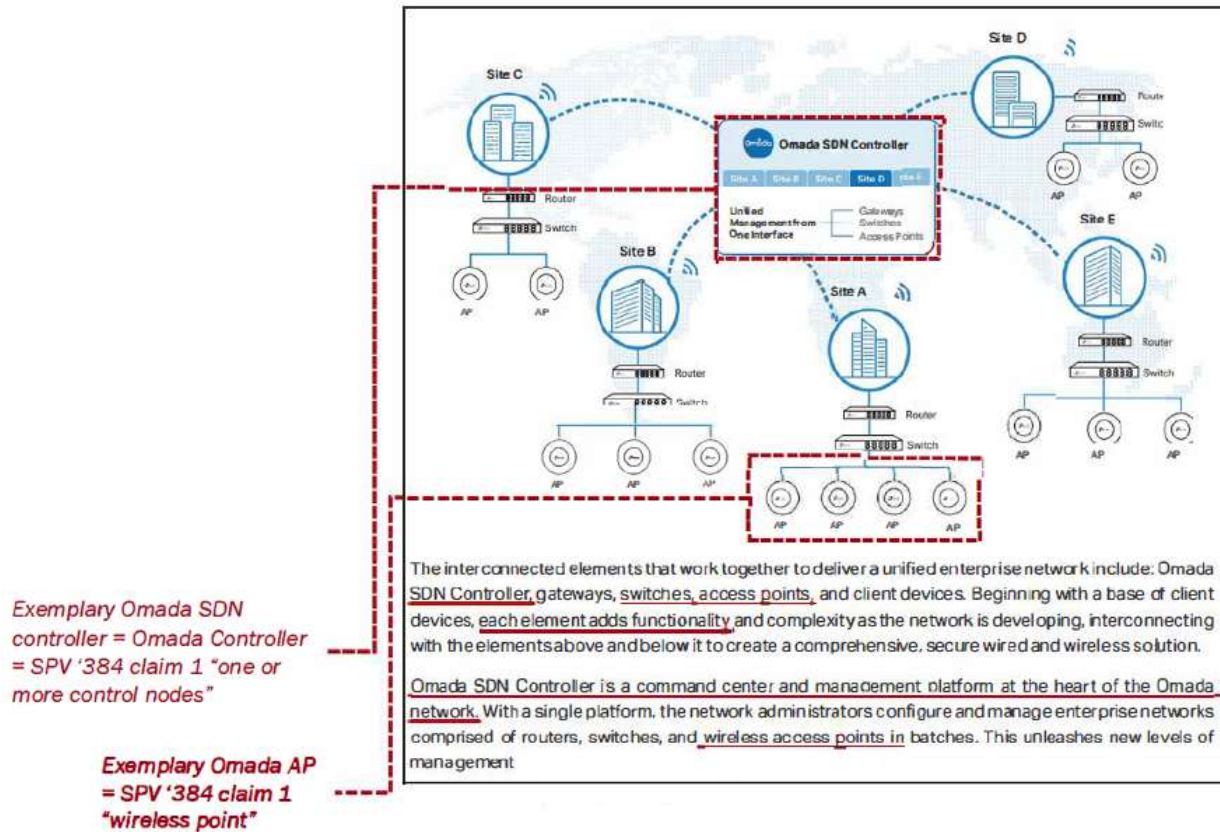 Site D
Site C
Route
Switc
AP AP
Omada Omada SDN Controller
Site A Site B Site C Site D Site E
Unified
Management from
One Interface
Gateways
Switches
Access Points
Router
Switch
AP AP
Site B
Site A
Site E
Router
Switch
AP AP AP
Router
Switch
AP AP AP AP
Router
Switch
AP AP AP
The interconnected elements that work together to deliver a unified enterprise network include: Omada
SDN Controller, gateways, switches, access points, and client devices. Beginning with a base of client
devices, each element adds functionality and complexity as the network is developing, interconnecting
with the elements above and below it to create a comprehensive, secure wired and wireless solution.
Omada SDN Controller is a command center and management platform at the heart of the Omada
network. With a single platform, the network administrators configure and manage enterprise networks
comprised of routers, switches, and wireless access points in batches. This unleashes new levels of
management
Exemplary Omada SDN
controller = Omada Controller
= SPV '384 claim 1 "one or
more control nodes"
Exemplary Omada AP
= SPV '384 claim 1
"wireless point"